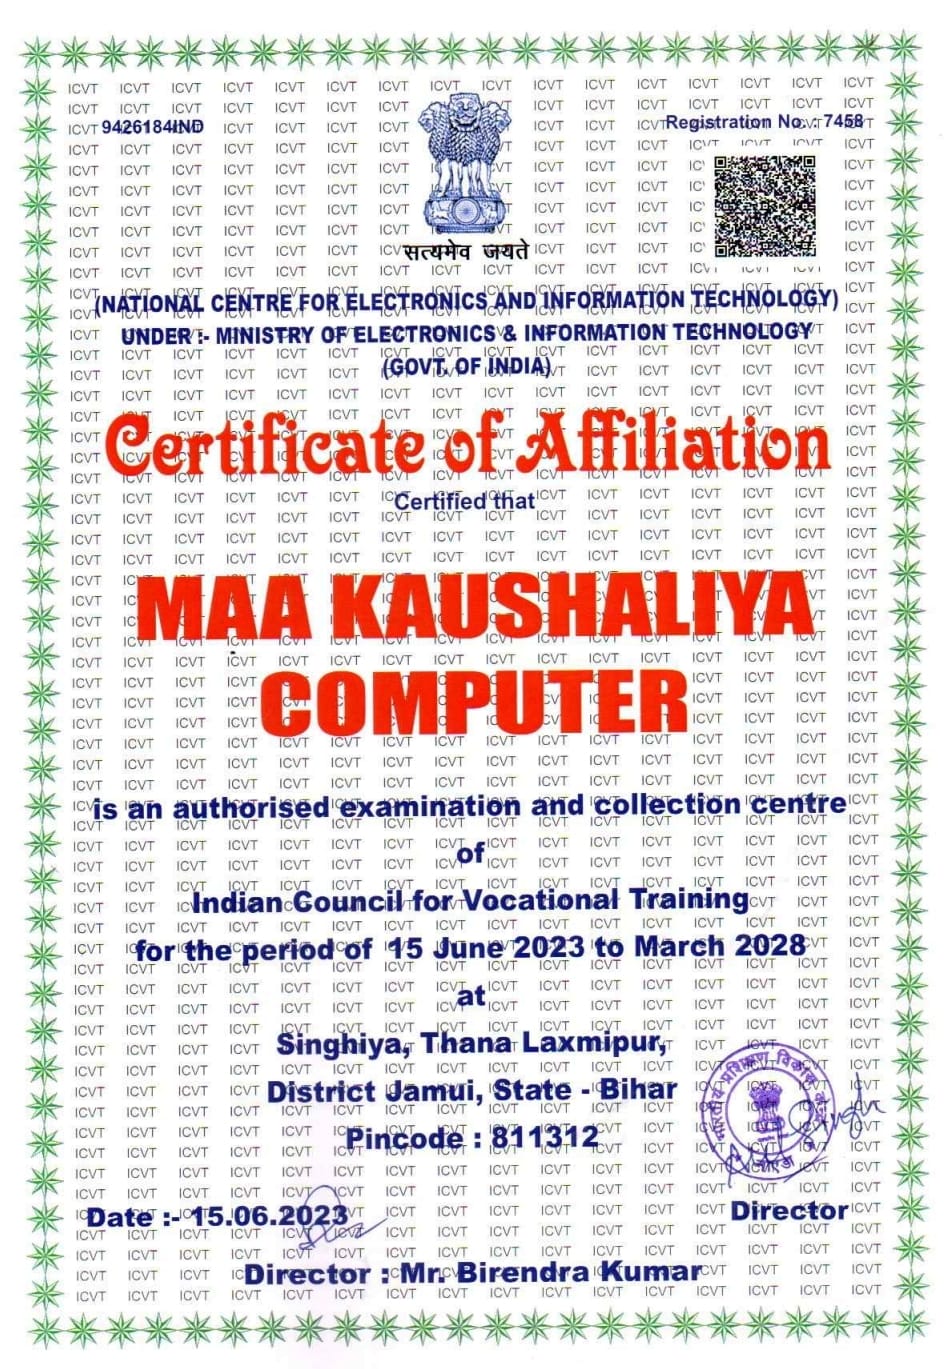 9426184IND
Registration No. : 7458
सत्यमेव जयते
(NATIONAL CENTRE FOR ELECTRONICS AND INFORMATION TECHNOLOGY)
UNDER :- MINISTRY OF ELECTRONICS & INFORMATION TECHNOLOGY
(GOVT. OF INDIA)
Certificate of Affiliation
Certified that
MAA KAUSHALIYA
COMPUTER
is an authorised examination and collection centre
of
Indian Council for Vocational Training
for the period of 15 June 2023 to March 2028
at
Singhiya, Thana Laxmipur,
District Jamui, State - Bihar
Pincode : 811312
Date :- 15.06.2023
Director
Director : Mr. Birendra Kumar
ICVT